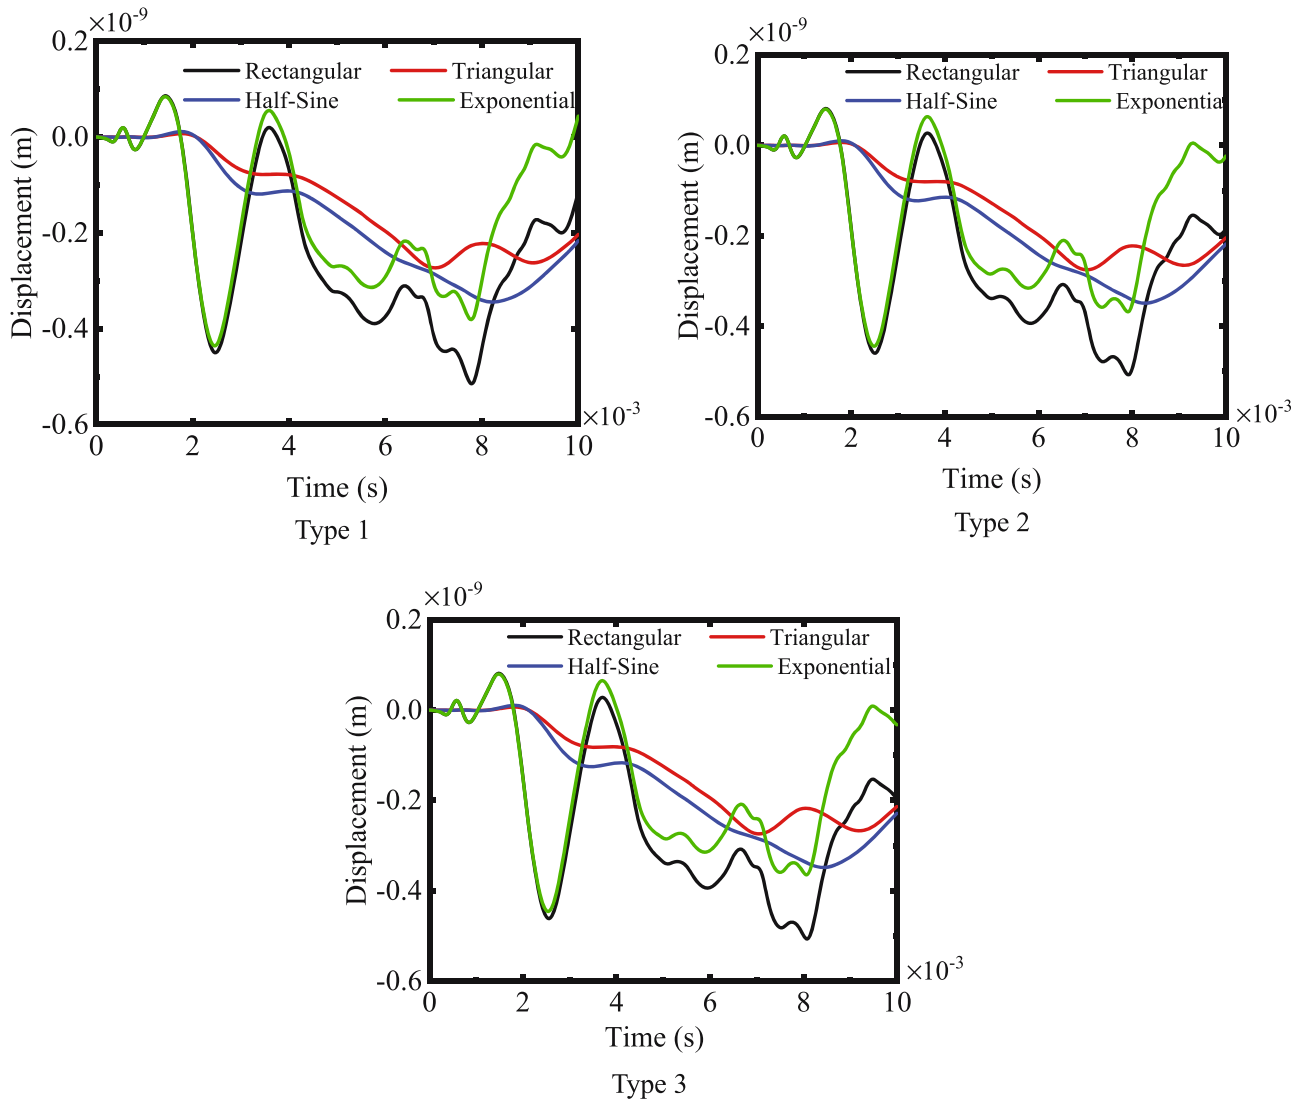 ×10-9
0.2
Rectangular Triangular
Half-Sine Exponential
0.0
-0.2
-0.4
-0.6
Displacement (m)
0 2 4 6 8 10
×10-3
Time (s)
Type 1
×10-9
0.2
Rectangular Triangular
Half-Sine Exponentia
0.0
-0.2
-0.4
-0.6
Displacement (m)
0 2 4 6 8 10
×10-3
Time (s)
Type 2
×10-9
0.2
Rectangular Triangular
Half-Sine Exponential
0.0
-0.2
-0.4
-0.6
Displacement (m)
0 2 4 6 8 10
×10-3
Time (s)
Type 3